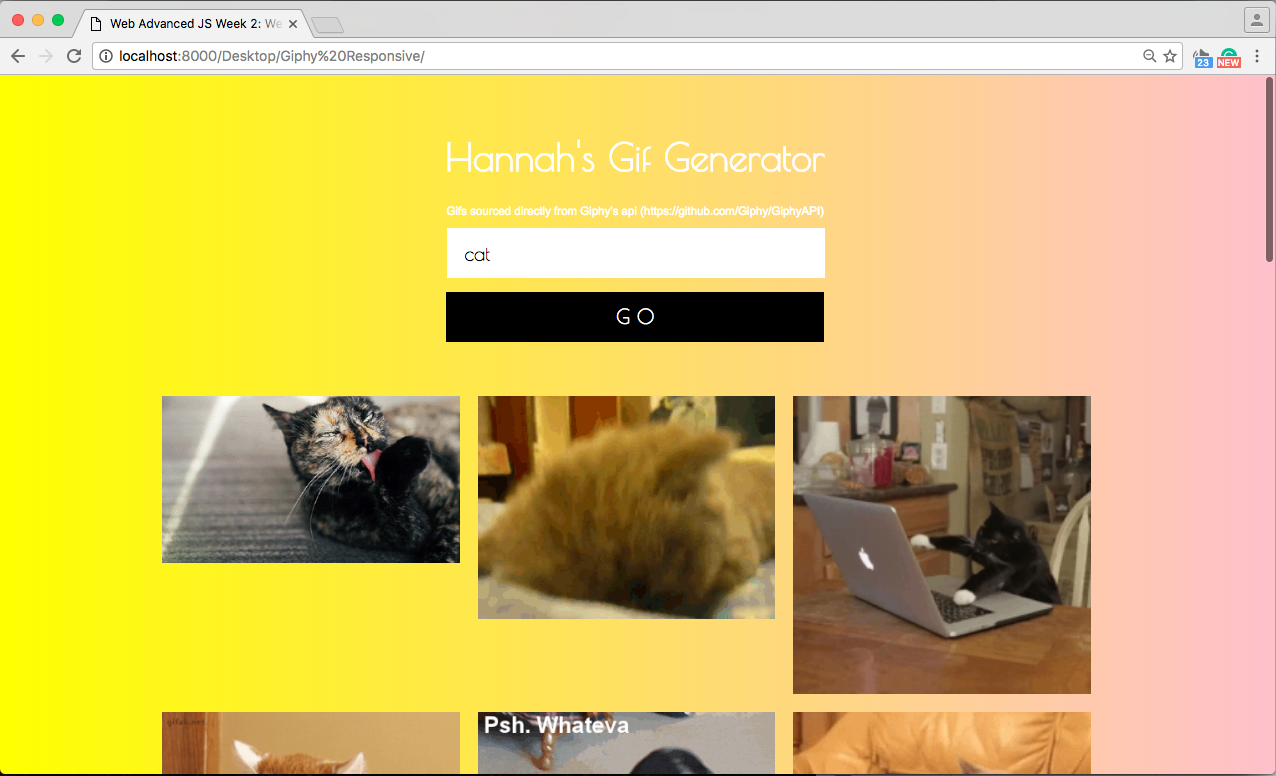 Web Advanced JS Week 2: We
localhost:8000/Desktop/Giphy%20Responsive/
23
NEW
Hannah's Gif Generator
Gifs sourced directly from Giphy's api (https://github.com/Giphy/GiphyAPI)
cat
GO
Psh. Whateva